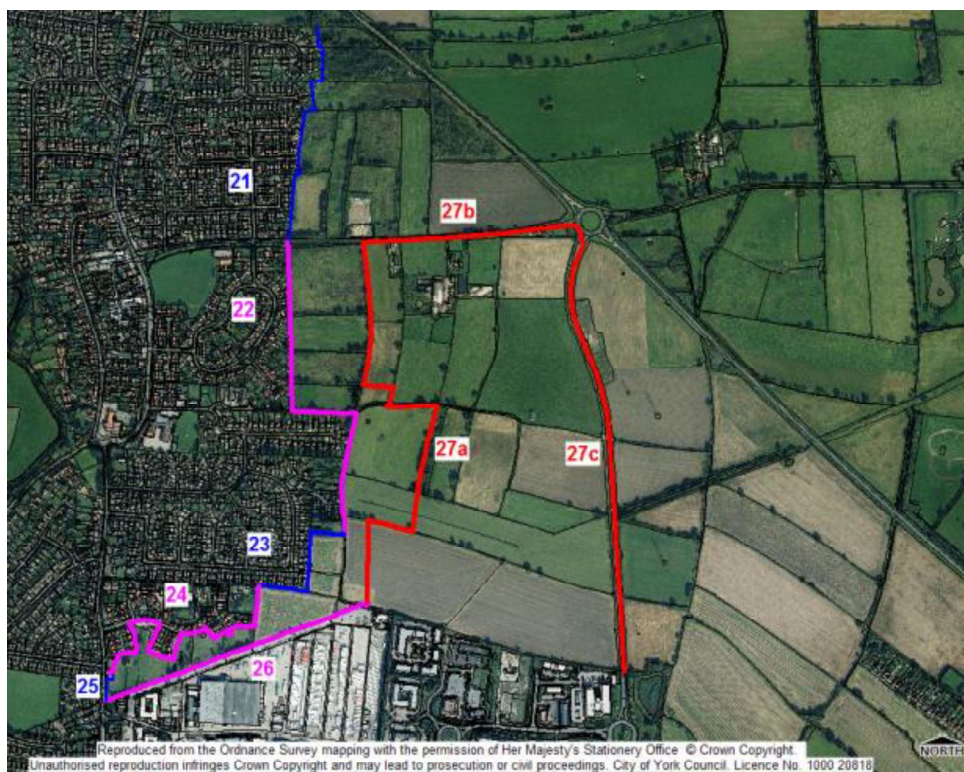 21
27b
22
27a
27c
23
24
25
26
Reproduced from the Ordnance Survey mapping with the permission of Her Majesty's Stationery Office © Crown Copyright.
Unauthorised reproduction infringes Crown Copyright and may lead to prosecution or civil proceedings. City of York Council. Licence No. 1000 20818
NORTH